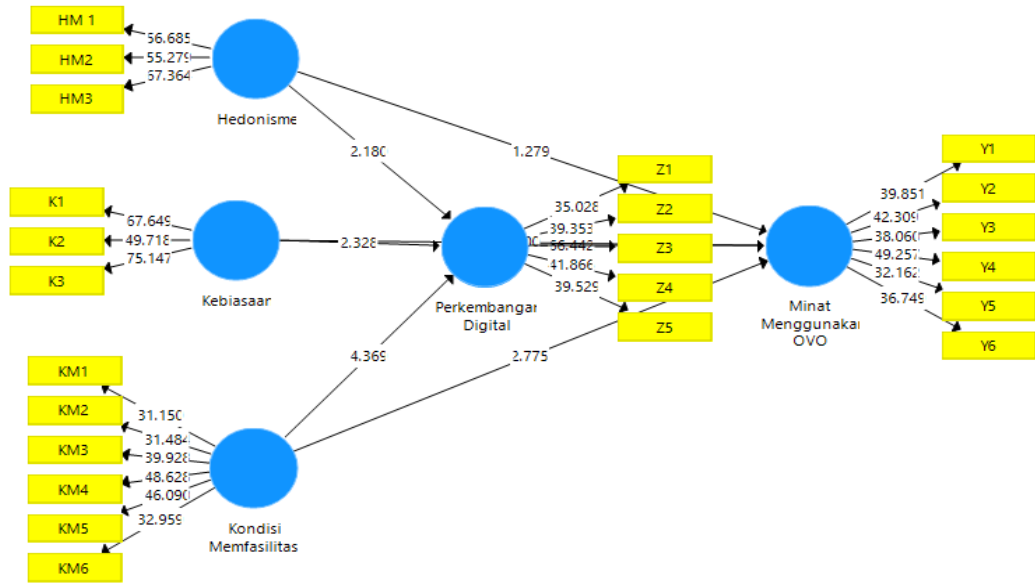 HM 1
HM2
HM3
56.685
55.279
67.364
Hedonisme
2.180
1.279
K1
K2
K3
67.649
49.718
75.147
Kebiasaan
2.328
KM1
KM2
KM3
KM4
KM5
KM6
31.150
31.484
39.928
48.628
46.090
32.959
Kondisi
Memfasilitas
4.369
2.775
Perkembangan
Digital
35.028
39.353
56.442
41.866
39.529
Z1
Z2
Z3
Z4
Z5
Minat
Menggunakan
OVO
39.851
42.309
38.060
49.257
32.162
36.749
Y1
Y2
Y3
Y4
Y5
Y6